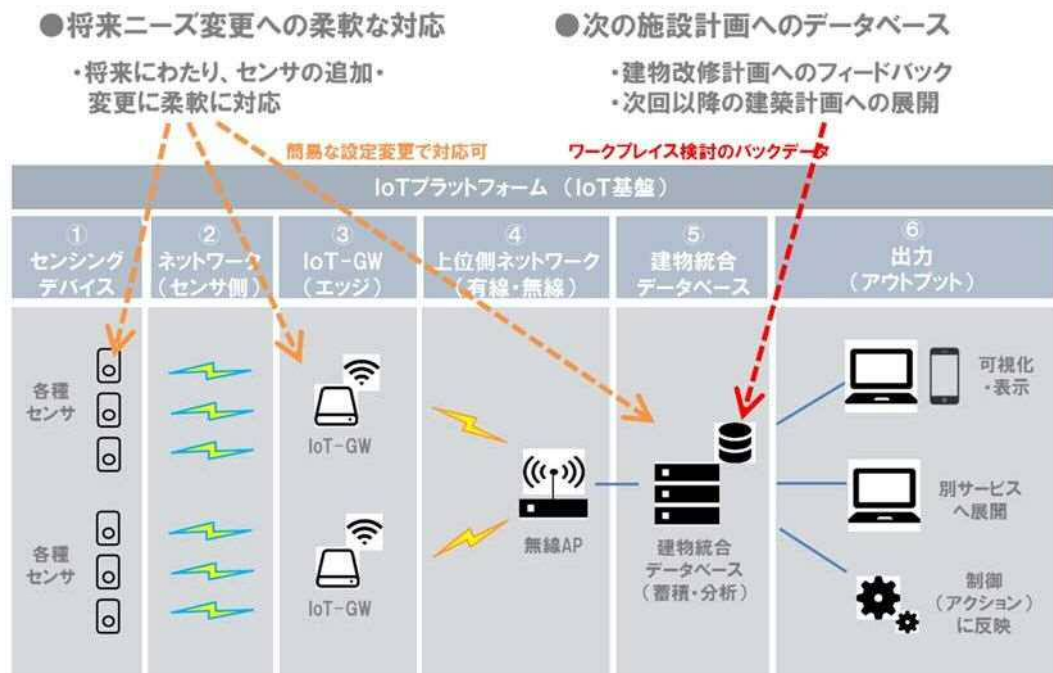 ●将来ニーズ変更への柔軟な対応
・将来にわたり、センサの追加・
変更に柔軟に対応
●次の施設計画へのデータベース
・建物改修計画へのフィードバック
・次回以降の建築計画への展開
簡易な設定変更で対応可
ワークプレイス検討のバックデータ
IoTプラットフォーム（IoT基盤）
①
センシング
デバイス
②
ネットワーク
（センサ側）
③
IoT-GW
（エッジ）
④
上位側ネットワーク
（有線・無線）
⑤
建物統合
データベース
⑥
出力
（アウトプット）
各種
センサ
IoT-GW
各種
センサ
IoT-GW
無線AP
建物統合
データベース
（蓄積・分析）
可視化
・表示
別サービス
へ展開
制御
（アクション）
に反映